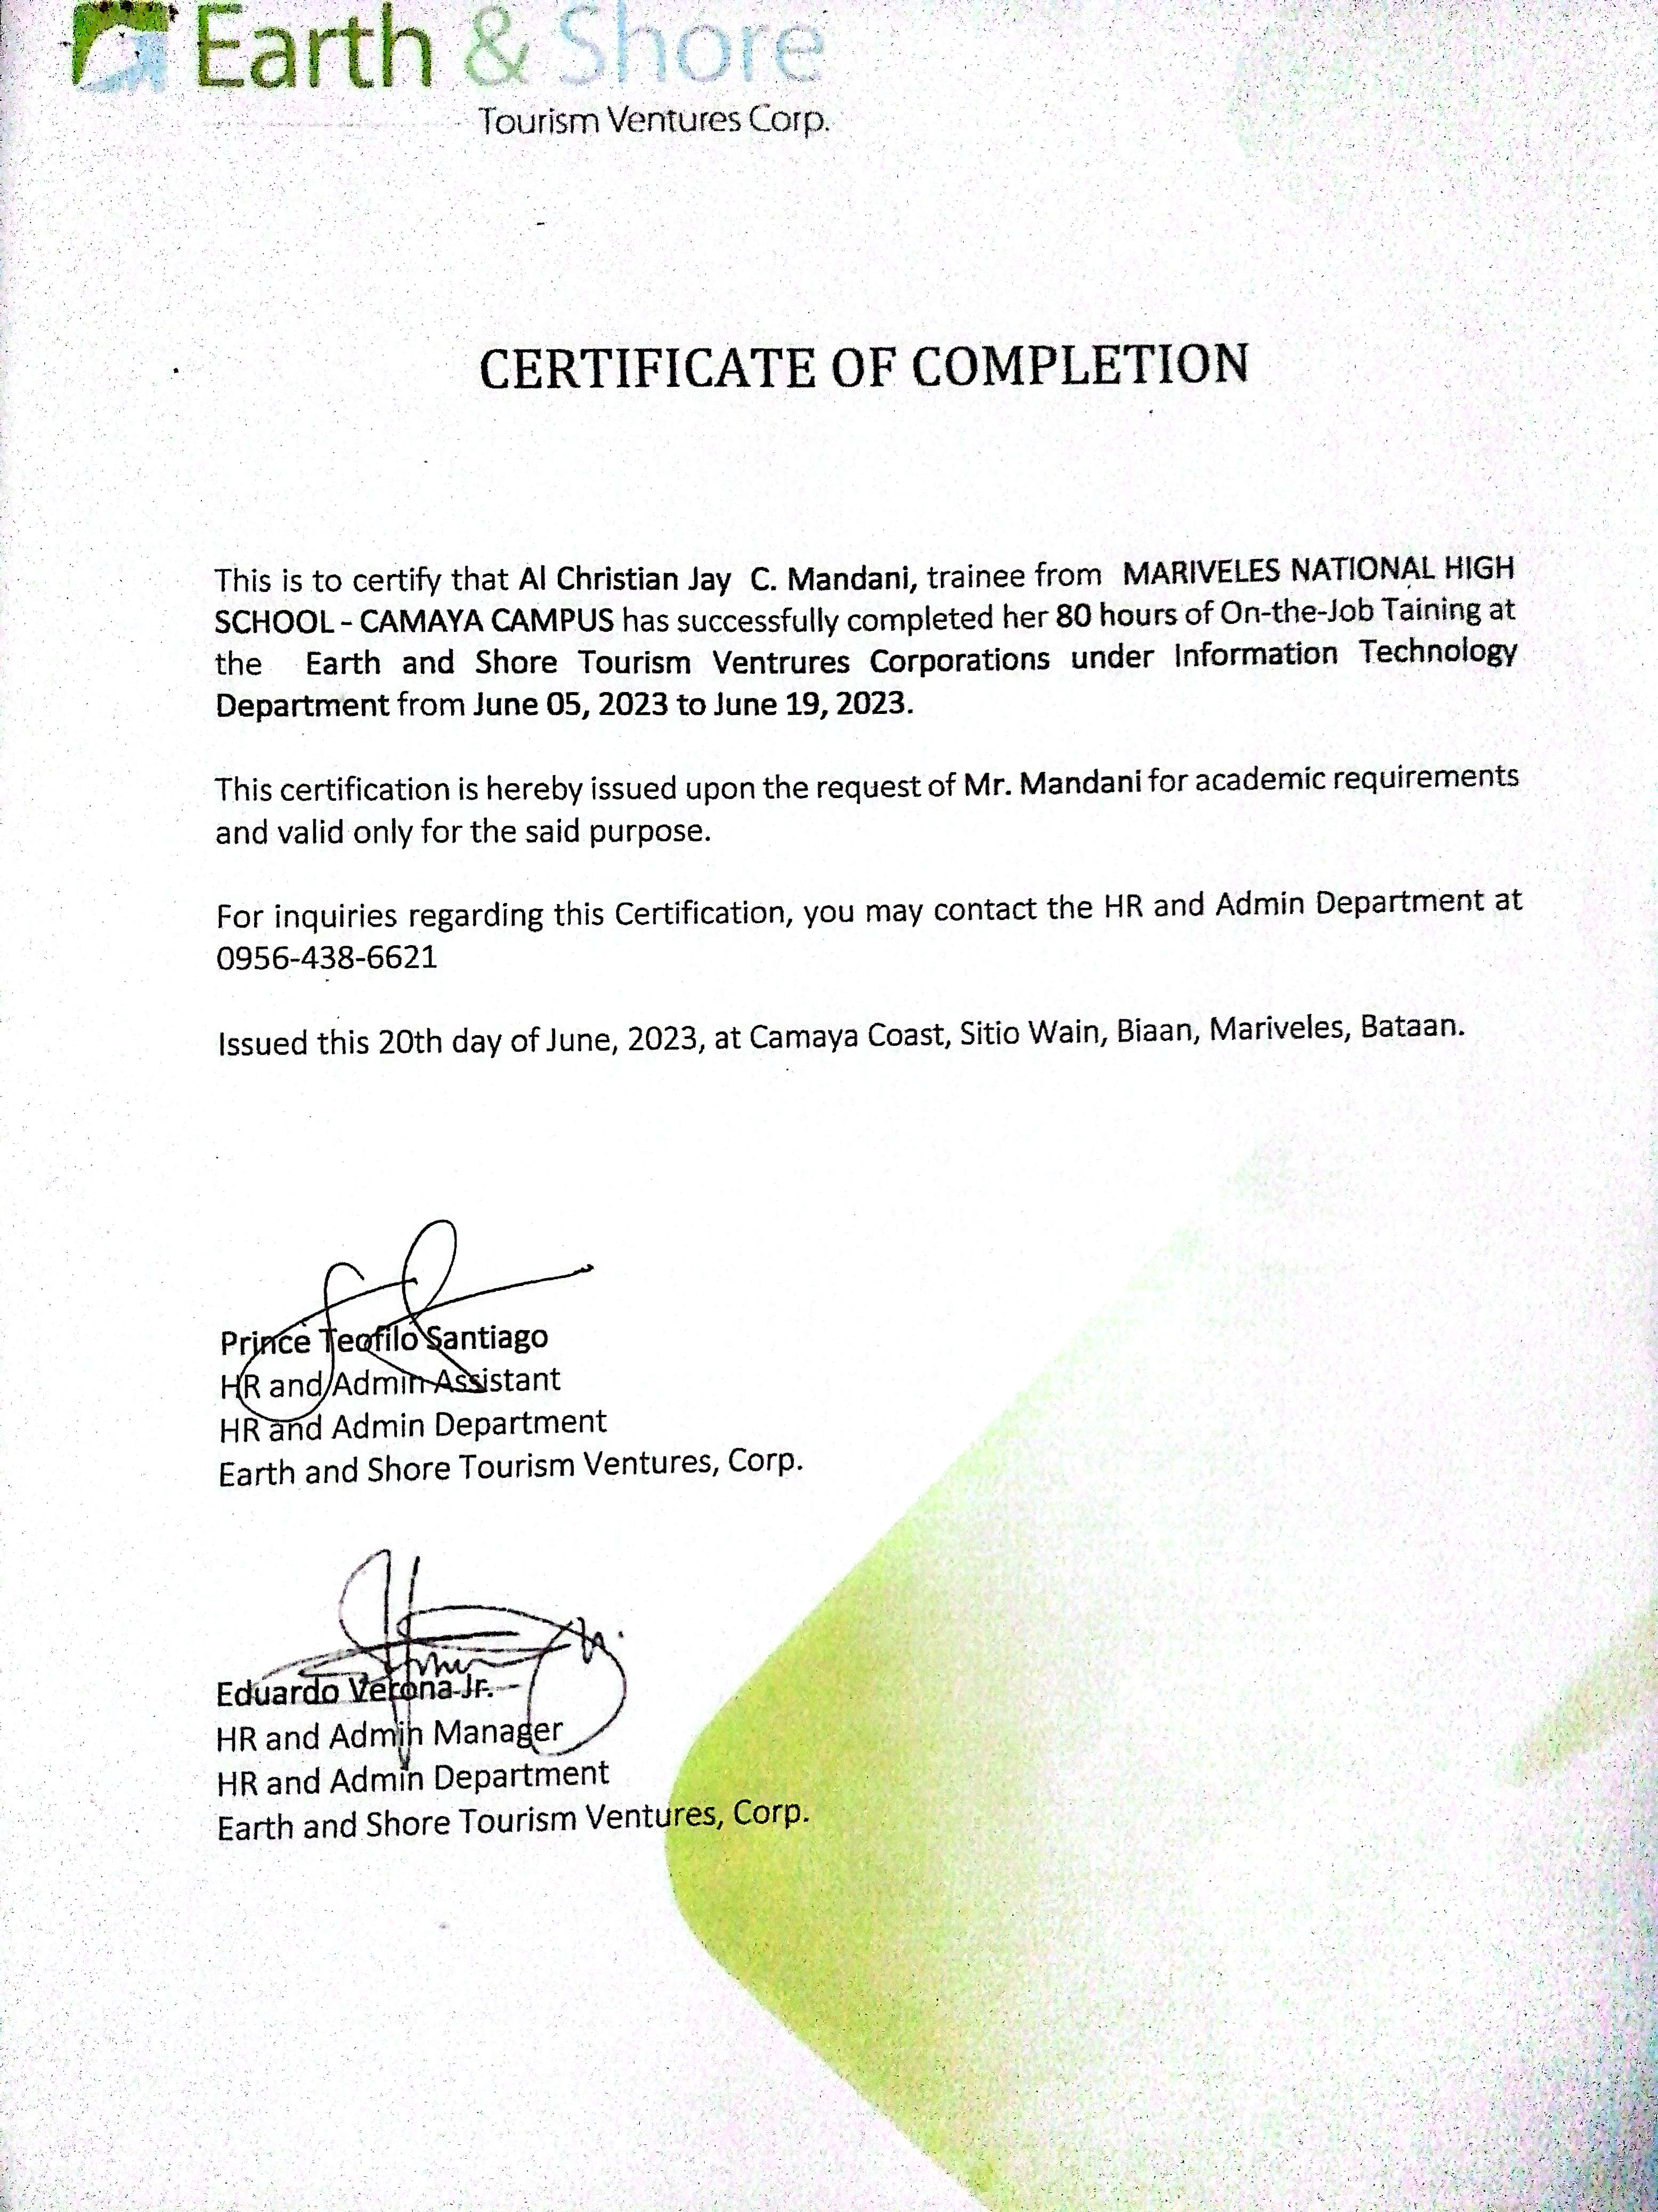 Earth & Shore
Tourism Ventures Corp.
CERTIFICATE OF COMPLETION
This is to certify that Al Christian Jay C. Mandani, trainee from MARIVELES NATIONAL HIGH
SCHOOL - CAMAYA CAMPUS has successfully completed her 80 hours of On-the-Job Taining at
the Earth and Shore Tourism Ventrures Corporations under Information Technology
Department from June 05, 2023 to June 19, 2023.
This certification is hereby issued upon the request of Mr. Mandani for academic requirements
and valid only for the said purpose.
For inquiries regarding this Certification, you may contact the HR and Admin Department at
0956-438-6621
Issued this 20th day of June, 2023, at Camaya Coast, Sitio Wain, Biaan, Mariveles, Bataan.
Prince Teofilo Santiago
HR and Admin Assistant
HR and Admin Department
Earth and Shore Tourism Ventures, Corp.
Eduardo Verona Jr.
HR and Admin Manager
HR and Admin Department
Earth and Shore Tourism Ventures, Corp.